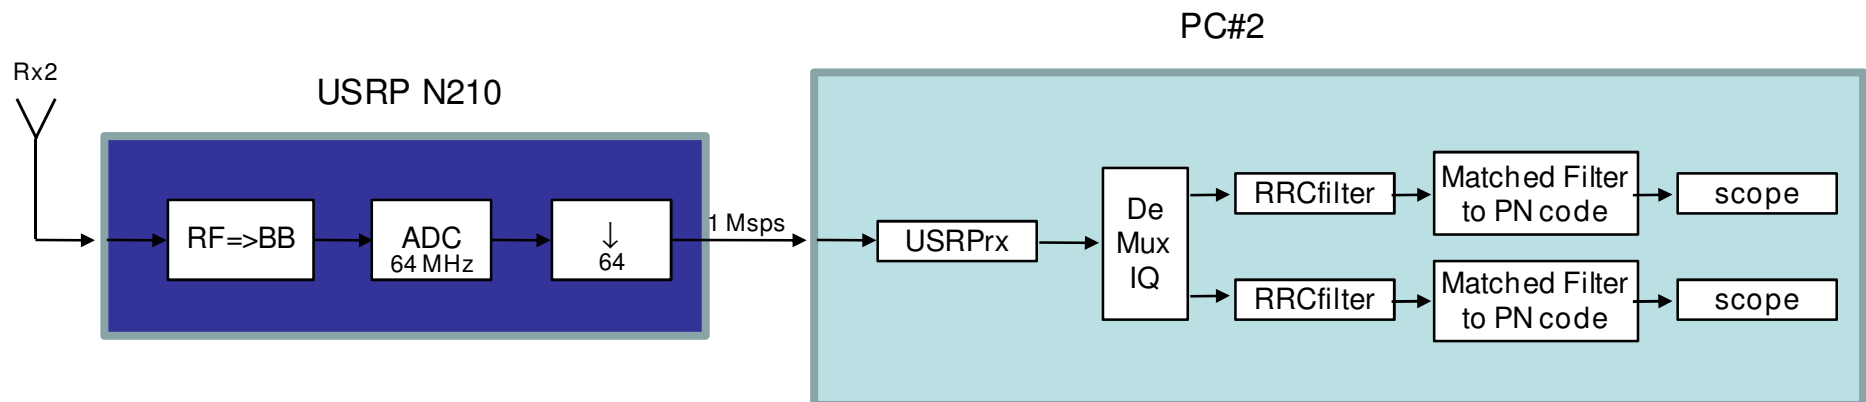 PC#2
Rx2
USRP N210
RF=>BB
ADC
64 MHz
↓
64
1 Msps
USRPrx
De
Mux
IQ
RRCfilter
Matched Filter
to PN code
scope
RRCfilter
Matched Filter
to PN code
scope